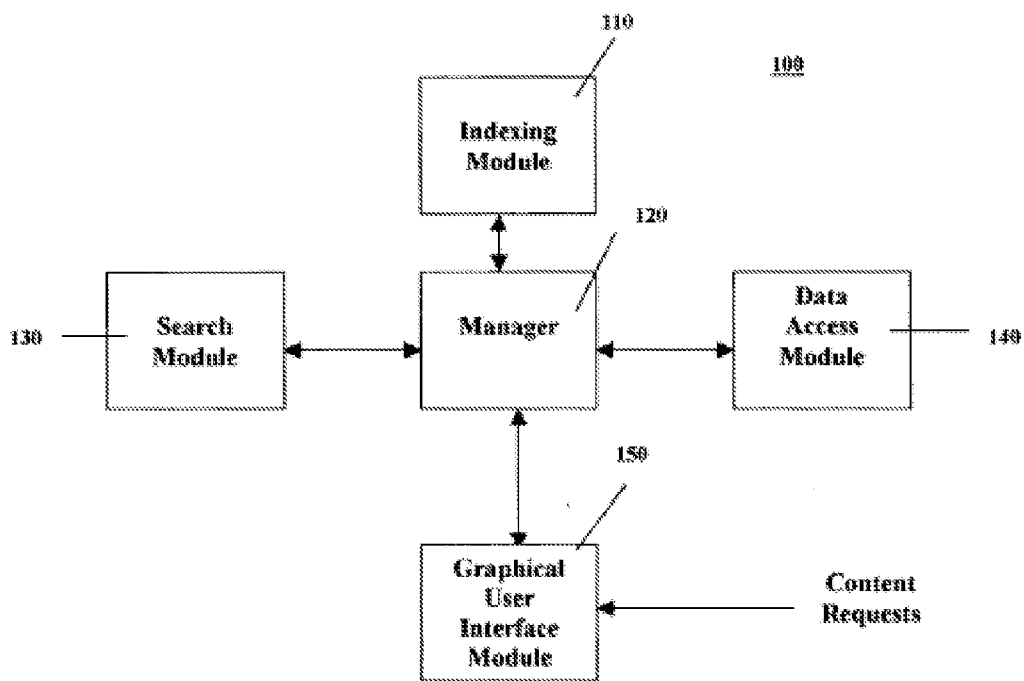 110
100
Indexing
Module
120
Search
Module
Manager
Data
Access
Module
130
140
150
Graphical
User
Interface
Module
Content
Requests